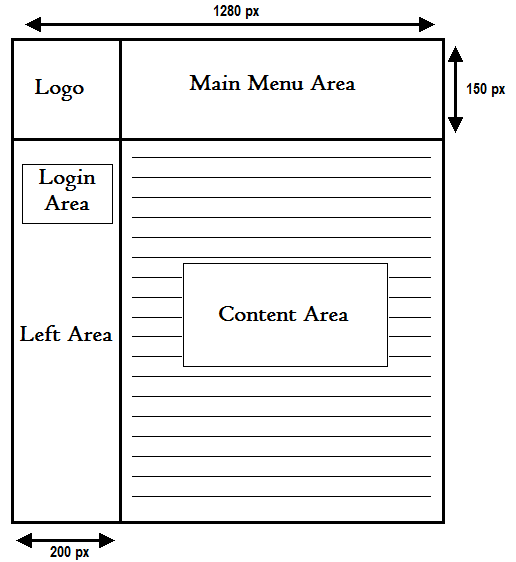 1280 px
Logo
Main Menu Area
150 px
Login
Area
Content Area
Left Area
200 px